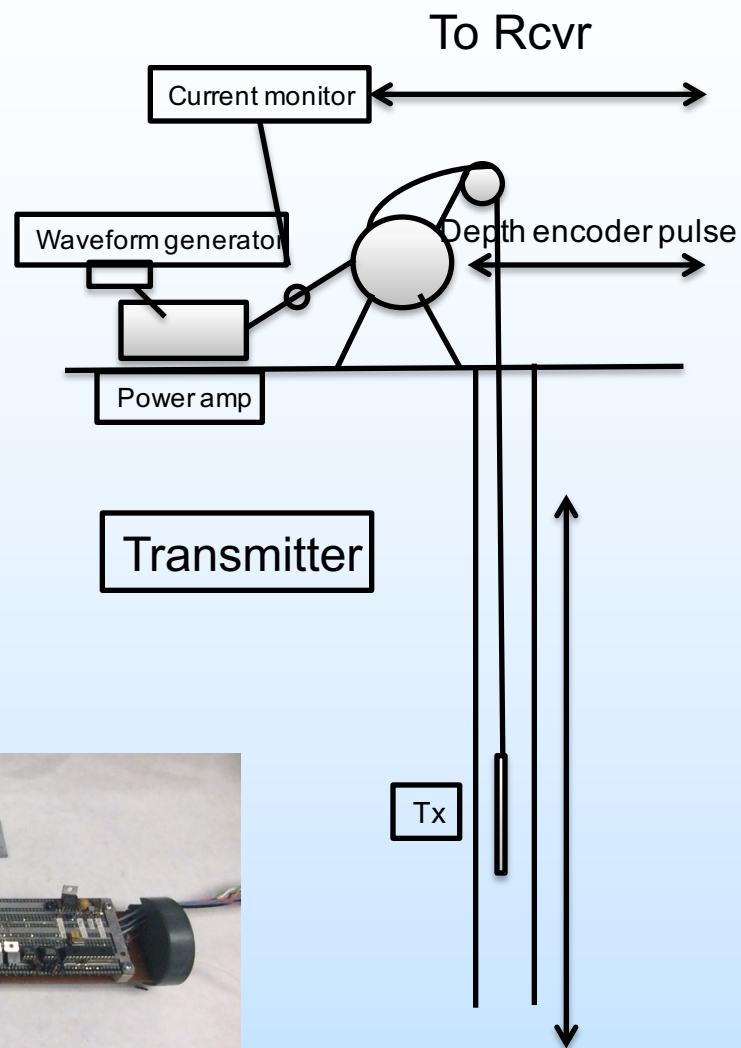 To Rcvr
Current monitor
Waveform generator
Depth encoder pulse
Power amp
Transmitter
Tx